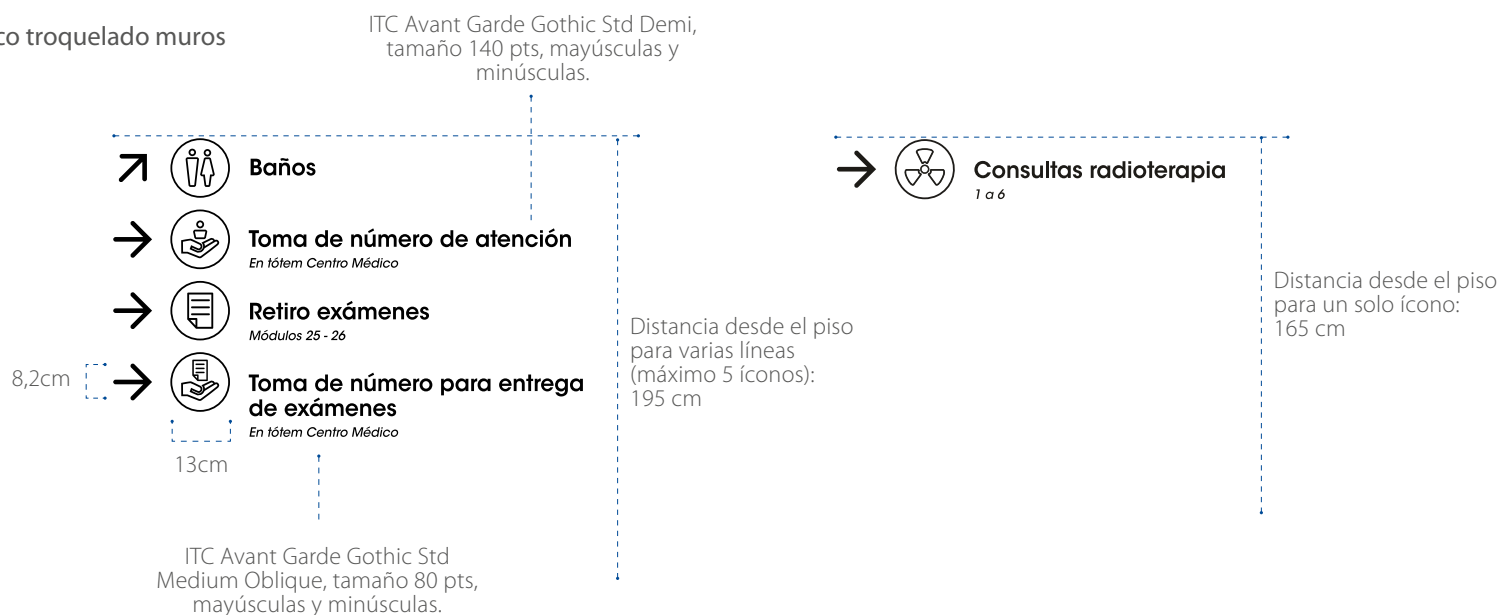 troquelado muros
ITC Avant Garde Gothic Std Demi,
tamaño 140 pts, mayúsculas y
minúsculas.
Baños
Toma de número de atención
En tótem Centro Médico
Retiro exámenes
Módulos 25 - 26
8,2cm
Toma de número para entrega
de exámenes
En tótem Centro Médico
13cm
ITC Avant Garde Gothic Std
Medium Oblique, tamaño 80 pts,
mayúsculas y minúsculas.
Distancia desde el piso
para varias líneas
(máximo 5 íconos):
195 cm
Consultas radioterapia
1 a 6
Distancia desde el piso
para un solo ícono:
165 cm